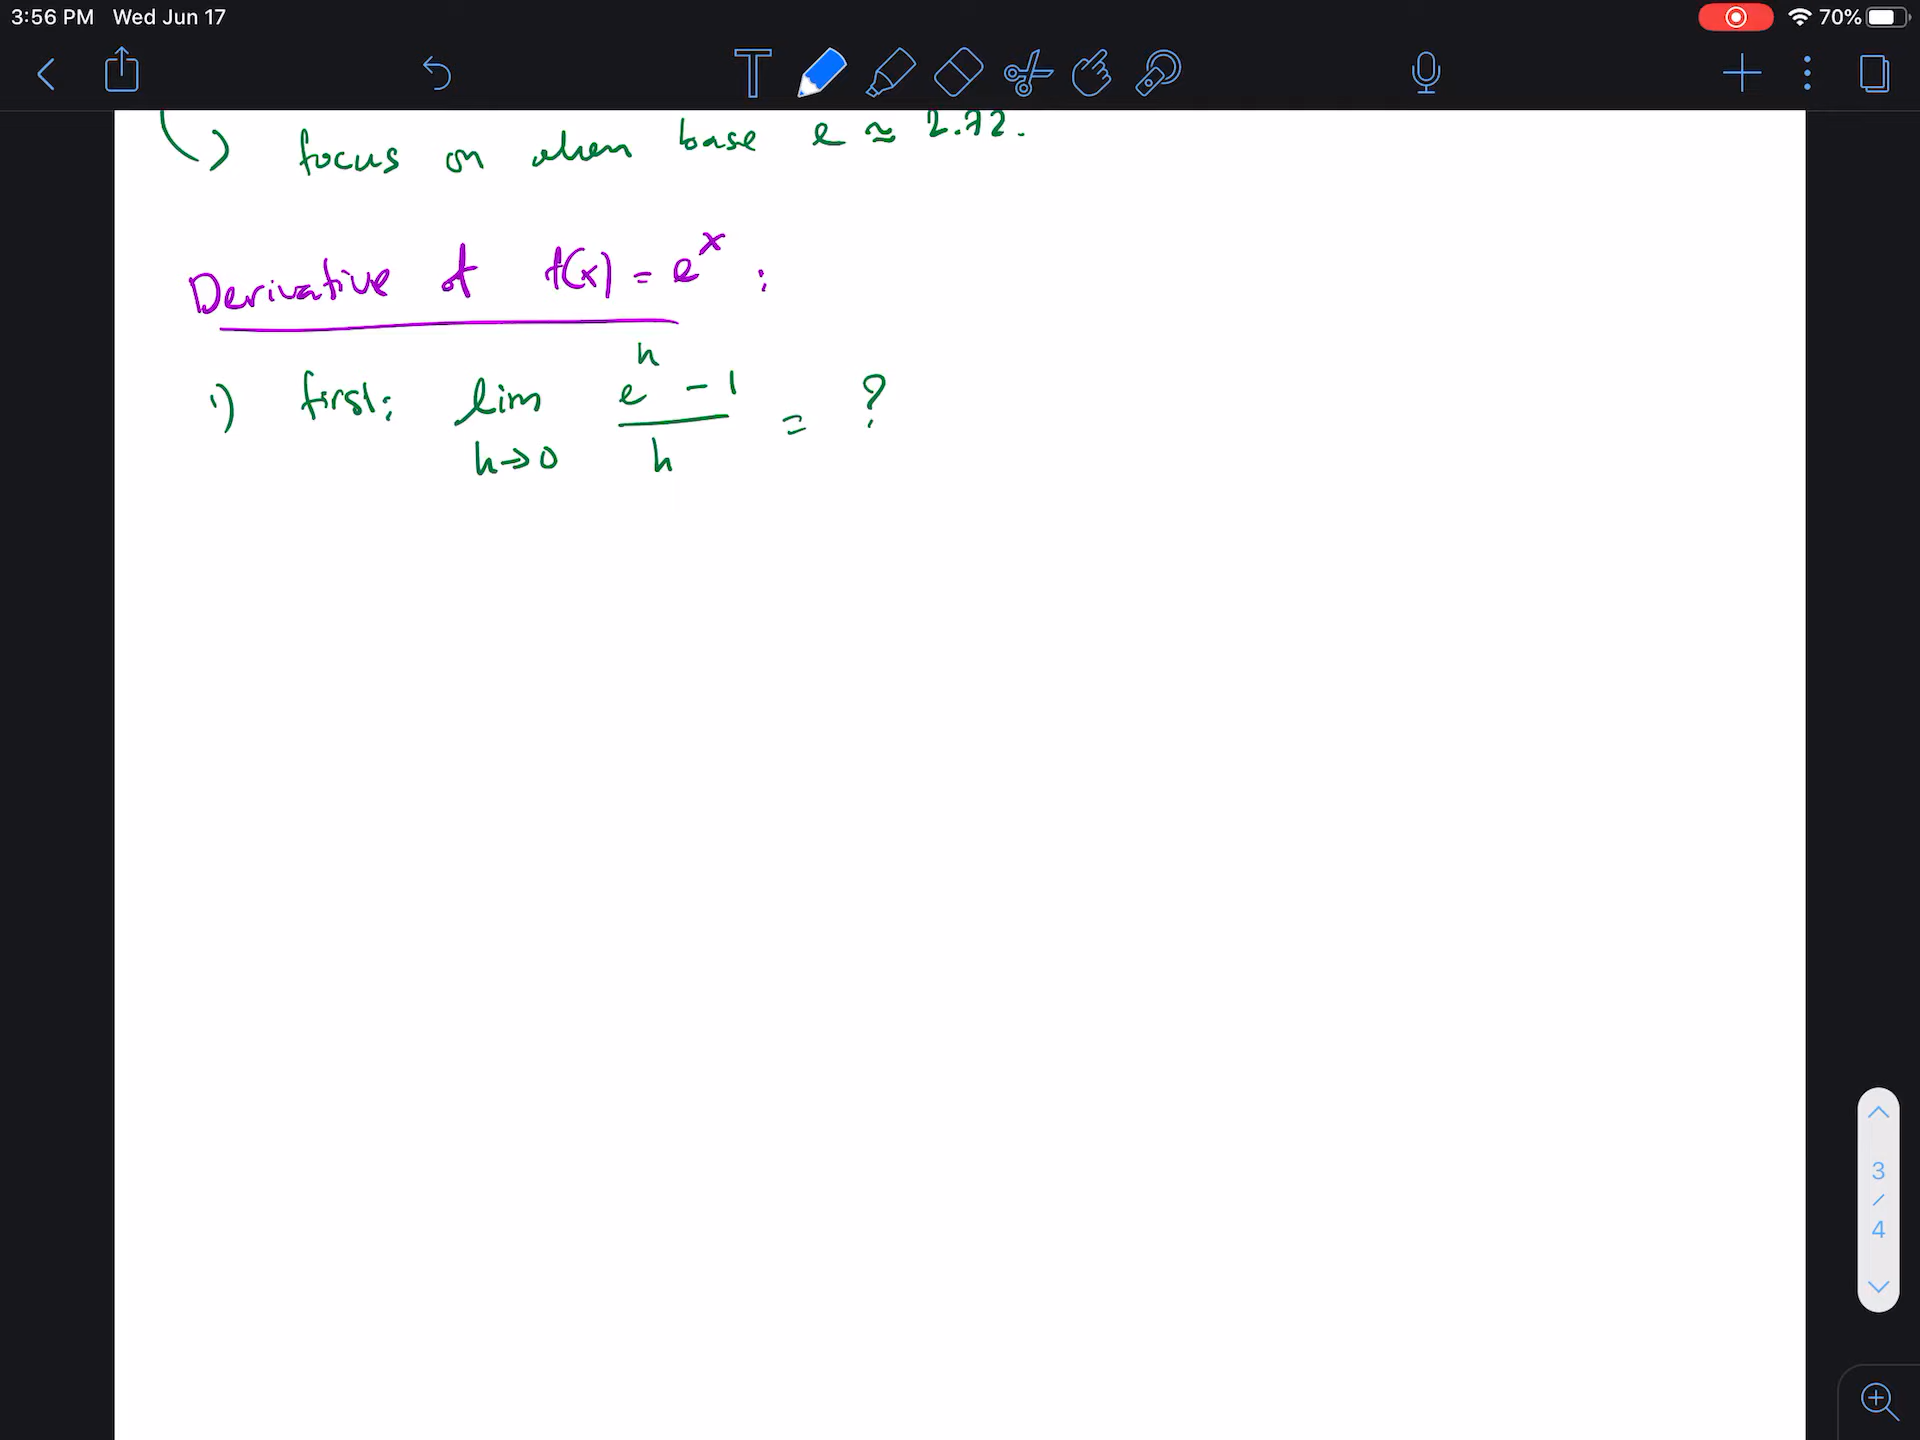 3:56 PM Wed Jun 17 70%
T
focus on when base e ≈ 2.72.
Derivative of f(x) = e^x :
1) first: lim h→0 (e^h - 1)/h = ?
3
/
4